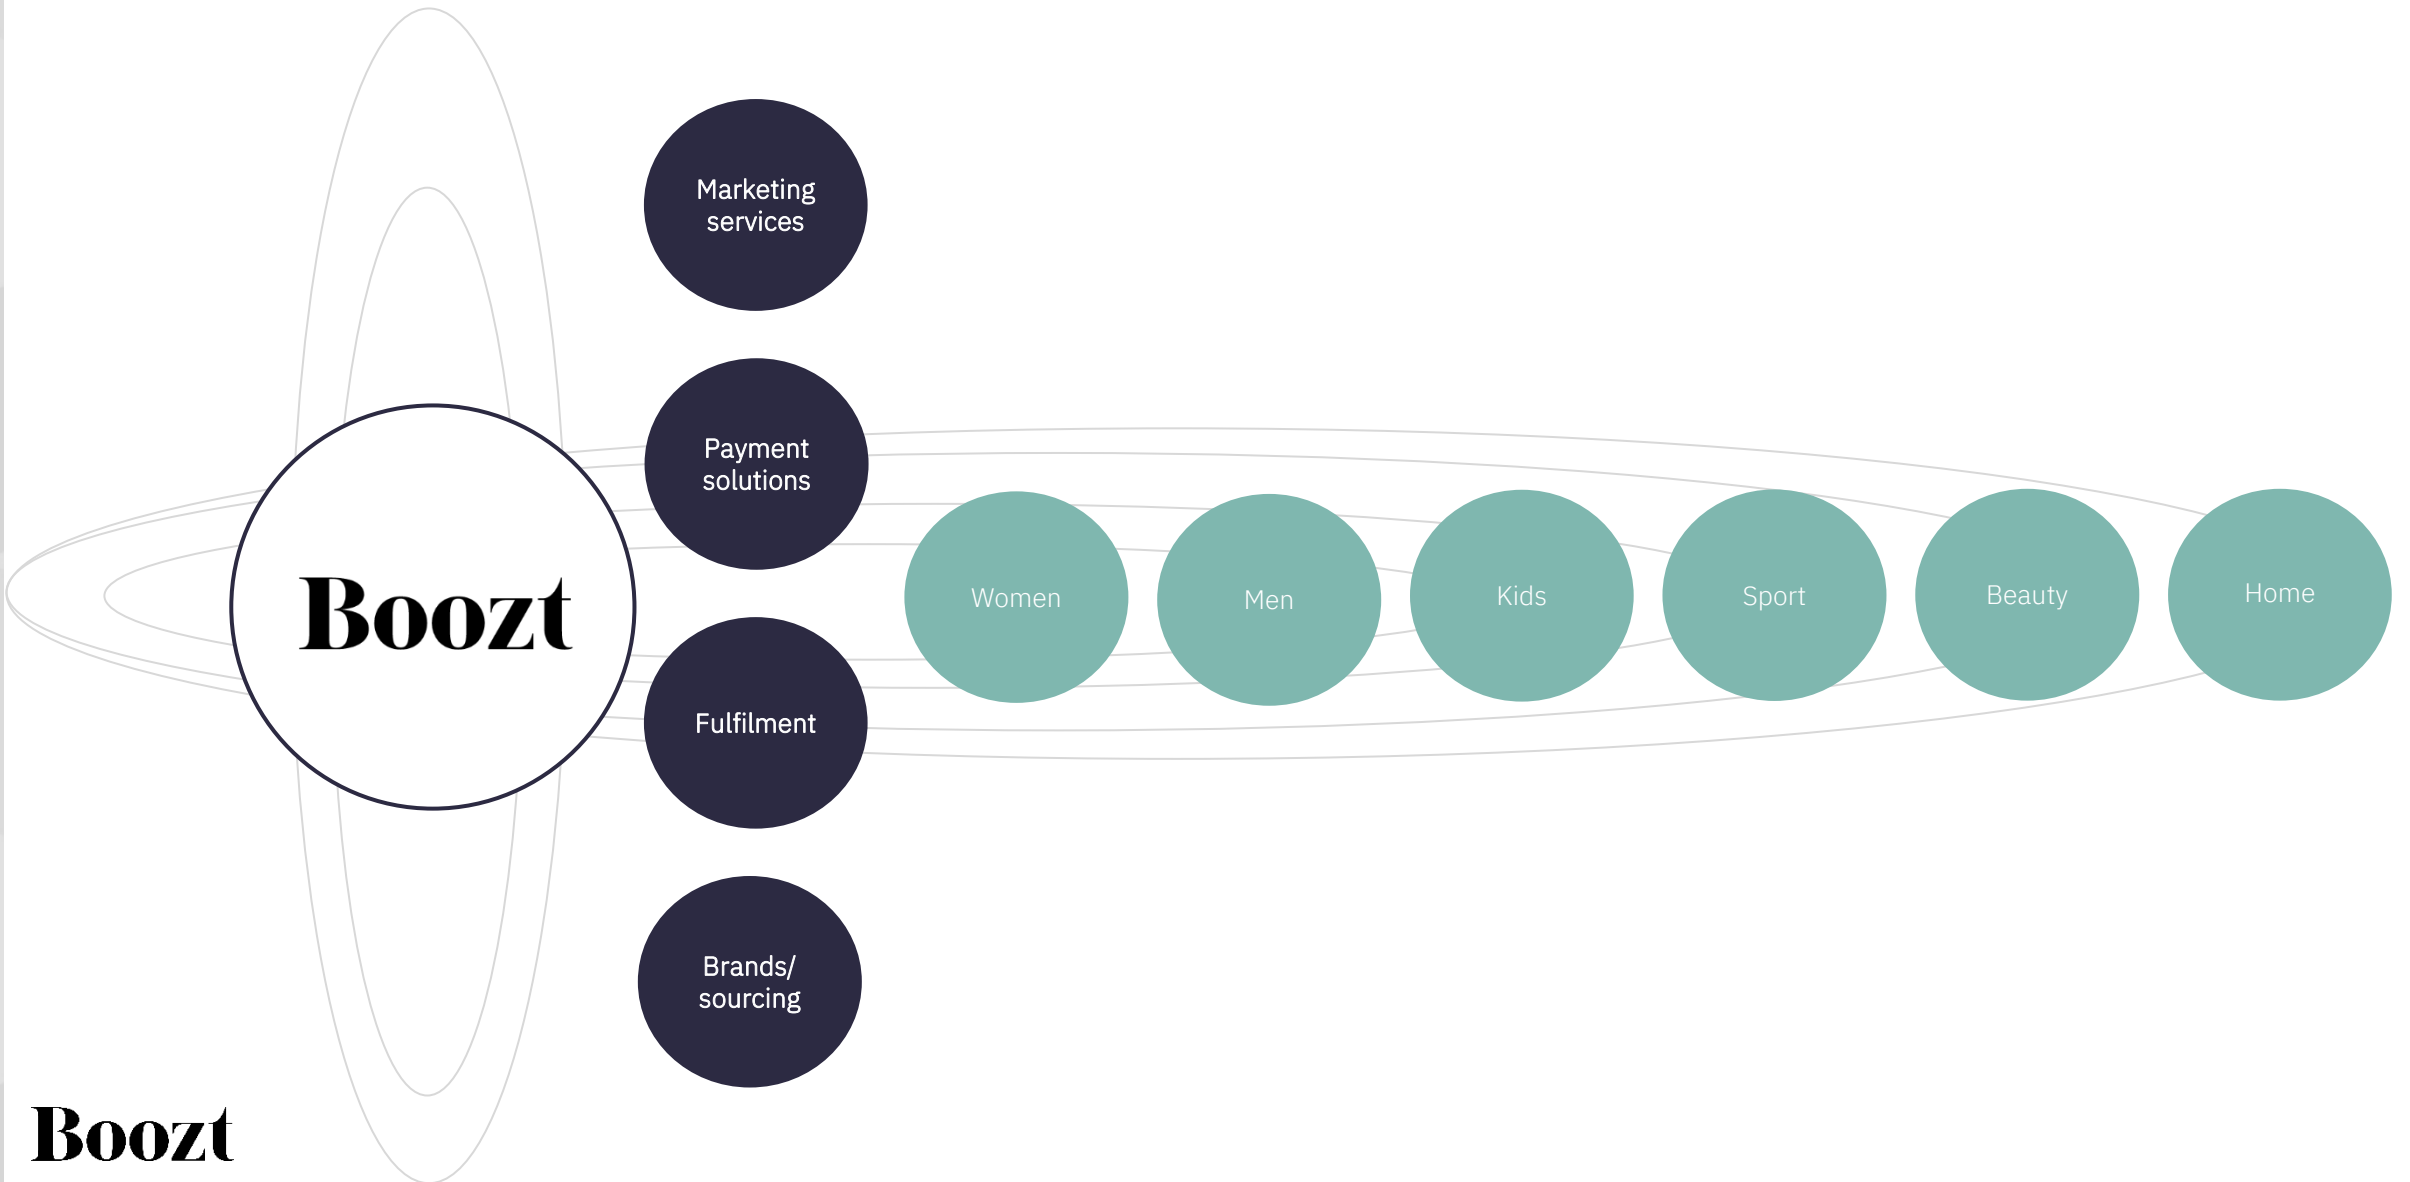 Marketing
services
Payment
solutions
Boozt
Women
Men
Kids
Sport
Beauty
Home
Fulfilment
Brands/
sourcing
Boozt